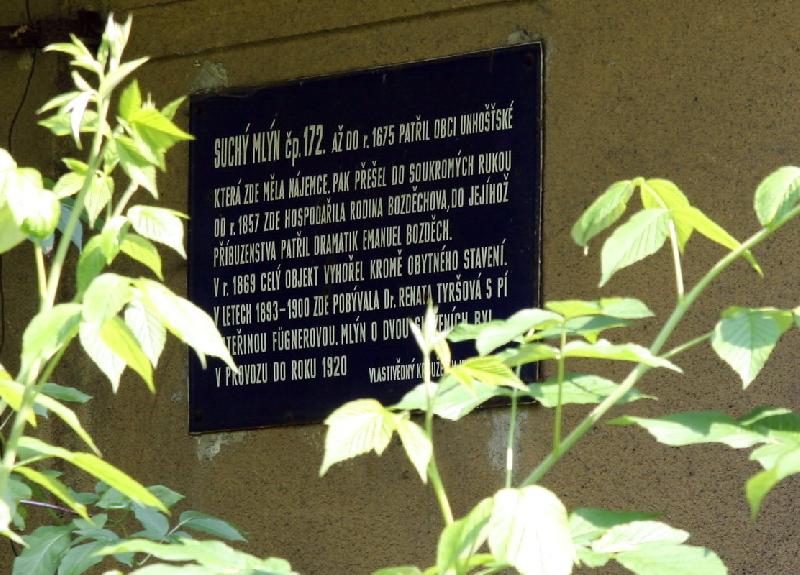 SUCHÝ MLÝN čp. 172. AŽ DO r. 1675 PATŘIL OBCI UNHOŠŤSKÉ
KTERÁ ZDE MĚLA NÁJEMCE, PAK PŘEŠEL DO SOUKROMÝCH RUKOU
DO r. 1857 ZDE HOSPODAŘILA RODINA BOZDĚCHOVA, DO JEJÍHOŽ
PŘÍBUZENSTVA PATŘIL DRAMATIK EMANUEL BOZDĚCH.
V r. 1869 CELÝ OBJEKT VYHOŘEL KROMĚ OBYTNÉHO STAVENÍ.
V LETECH 1893-1900 ZDE POBÝVALA Dr. RENATA TYRŠOVÁ S PÍ
FÜGNEROVOU. MLÝN O DVOU
V PROVOZU DO ROKU 1920 VLASTIVĚDNÝ